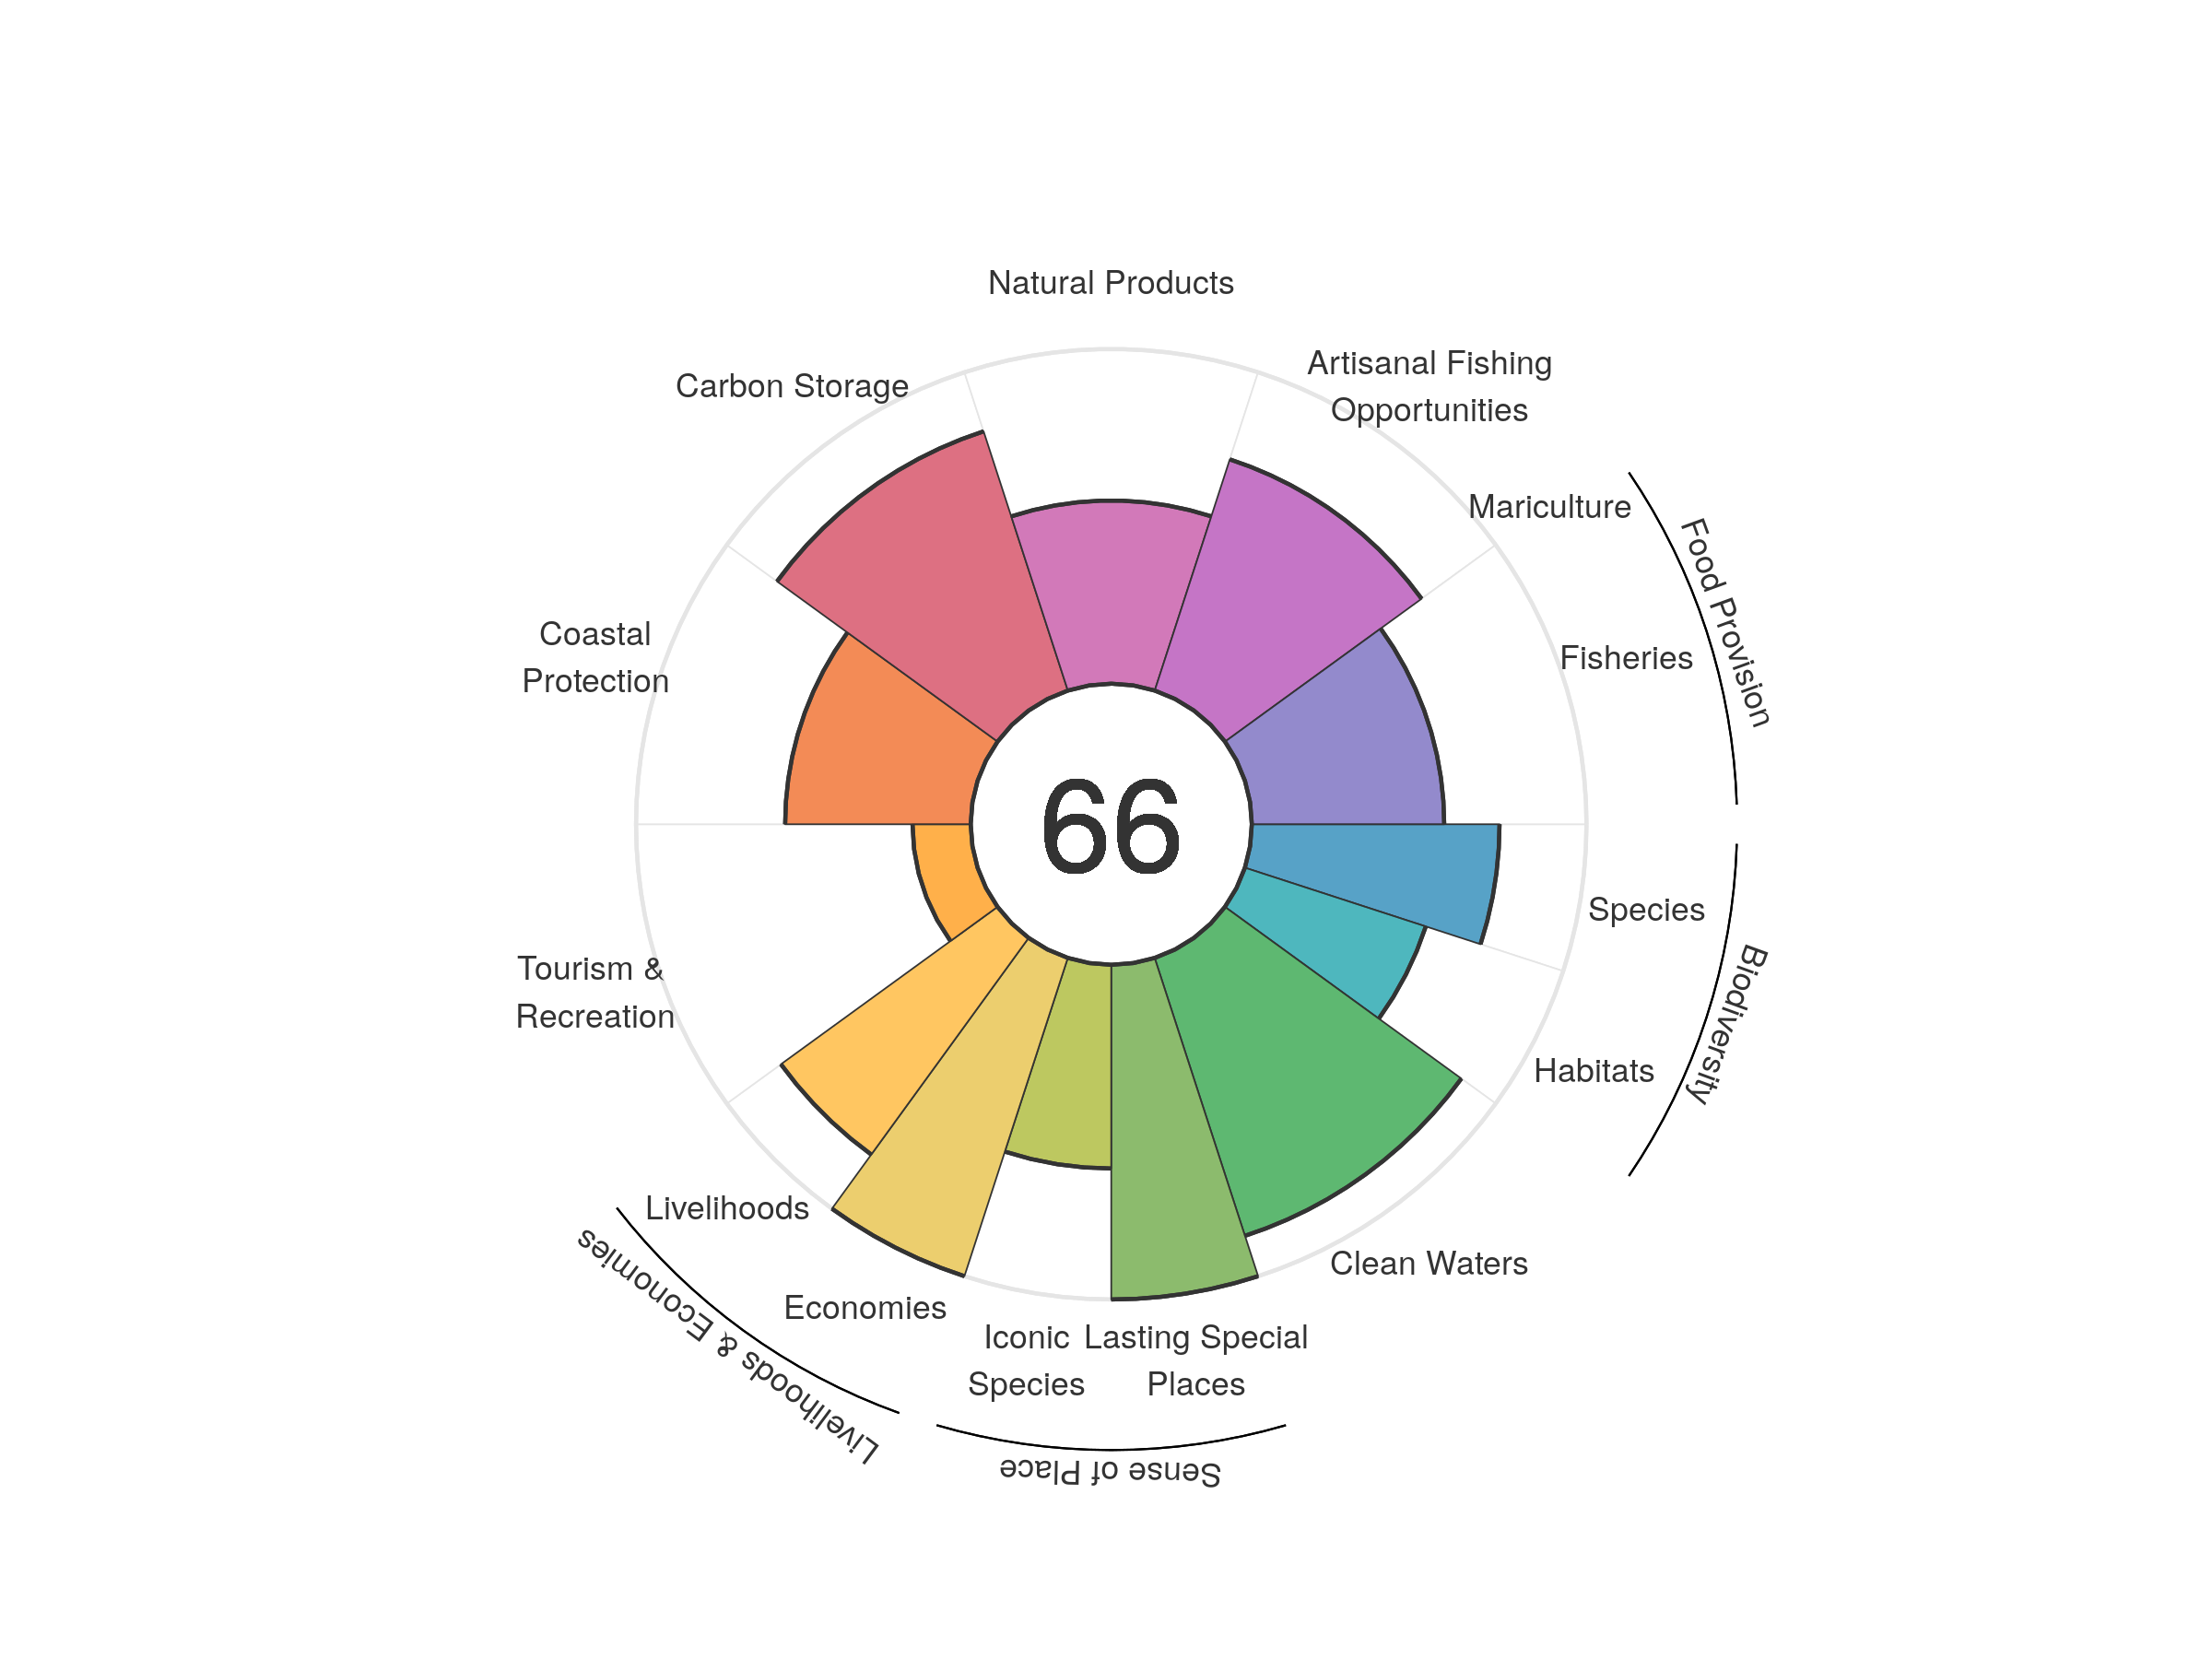 Natural Products
Artisanal Fishing
Opportunities
Carbon Storage
Mariculture
Food Provision
Fisheries
Coastal
Protection
66
Species
Biodiversity
Tourism &
Recreation
Habitats
Livelihoods
Clean Waters
Livelihoods & Economies
Economies
Iconic
Species
Lasting Special
Places
Sense of Place